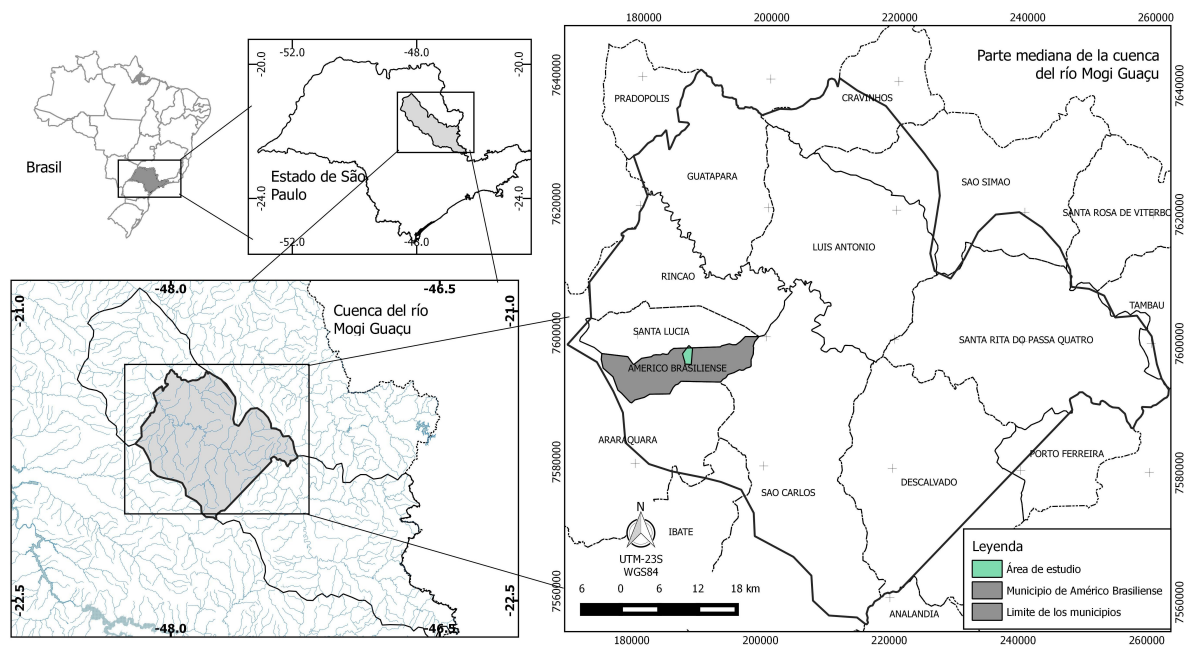 Brasil
-52.0
-48.0
-20.0
-20.0
Estado de São
Paulo
-24.0
-24.0
-52.0
-48.0
-48.0
-46.5
-21.0
-21.0
Cuenca del río
Mogi Guaçu
-22.5
-22.5
-48.0
-46.5
180000
200000
220000
240000
260000
Parte mediana de la cuenca
del río Mogi Guaçu
7640000
7640000
PRADOPOLIS
CRAVINHOS
GUATAPARA
SAO SIMAO
SANTA ROSA DE VITERBO
7620000
7620000
LUIS ANTONIO
RINCAO
TAMBAU
SANTA LUCIA
SANTA RITA DO PASSA QUATRO
7600000
7600000
AMERICO BRASILIENSE
ARARAQUARA
PORTO FERREIRA
7580000
7580000
SAO CARLOS
DESCALVADO
IBATE
N
UTM-23S
WGS84
6 0 6 12 18 km
7560000
7560000
ANALANDIA
Leyenda
Área de estudio
Municipio de Américo Brasiliense
Limite de los municipios
180000
200000
220000
240000
260000